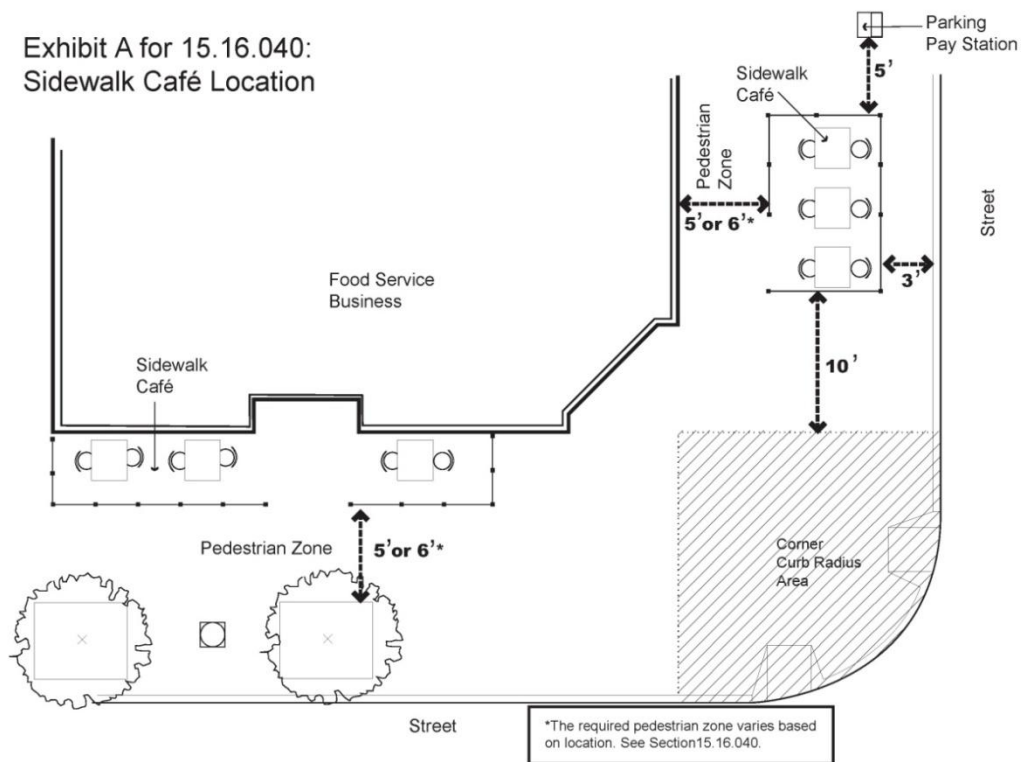 Exhibit A for 15.16.040:
Sidewalk Café Location
Parking
Pay Station
5'
Sidewalk
Café
Pedestrian
Zone
5'or 6'*
Street
3'
Food Service
Business
10'
Sidewalk
Café
Pedestrian Zone
5'or 6'*
Corner
Curb Radius
Area
Street
*The required pedestrian zone varies based
on location. See Section15.16.040.